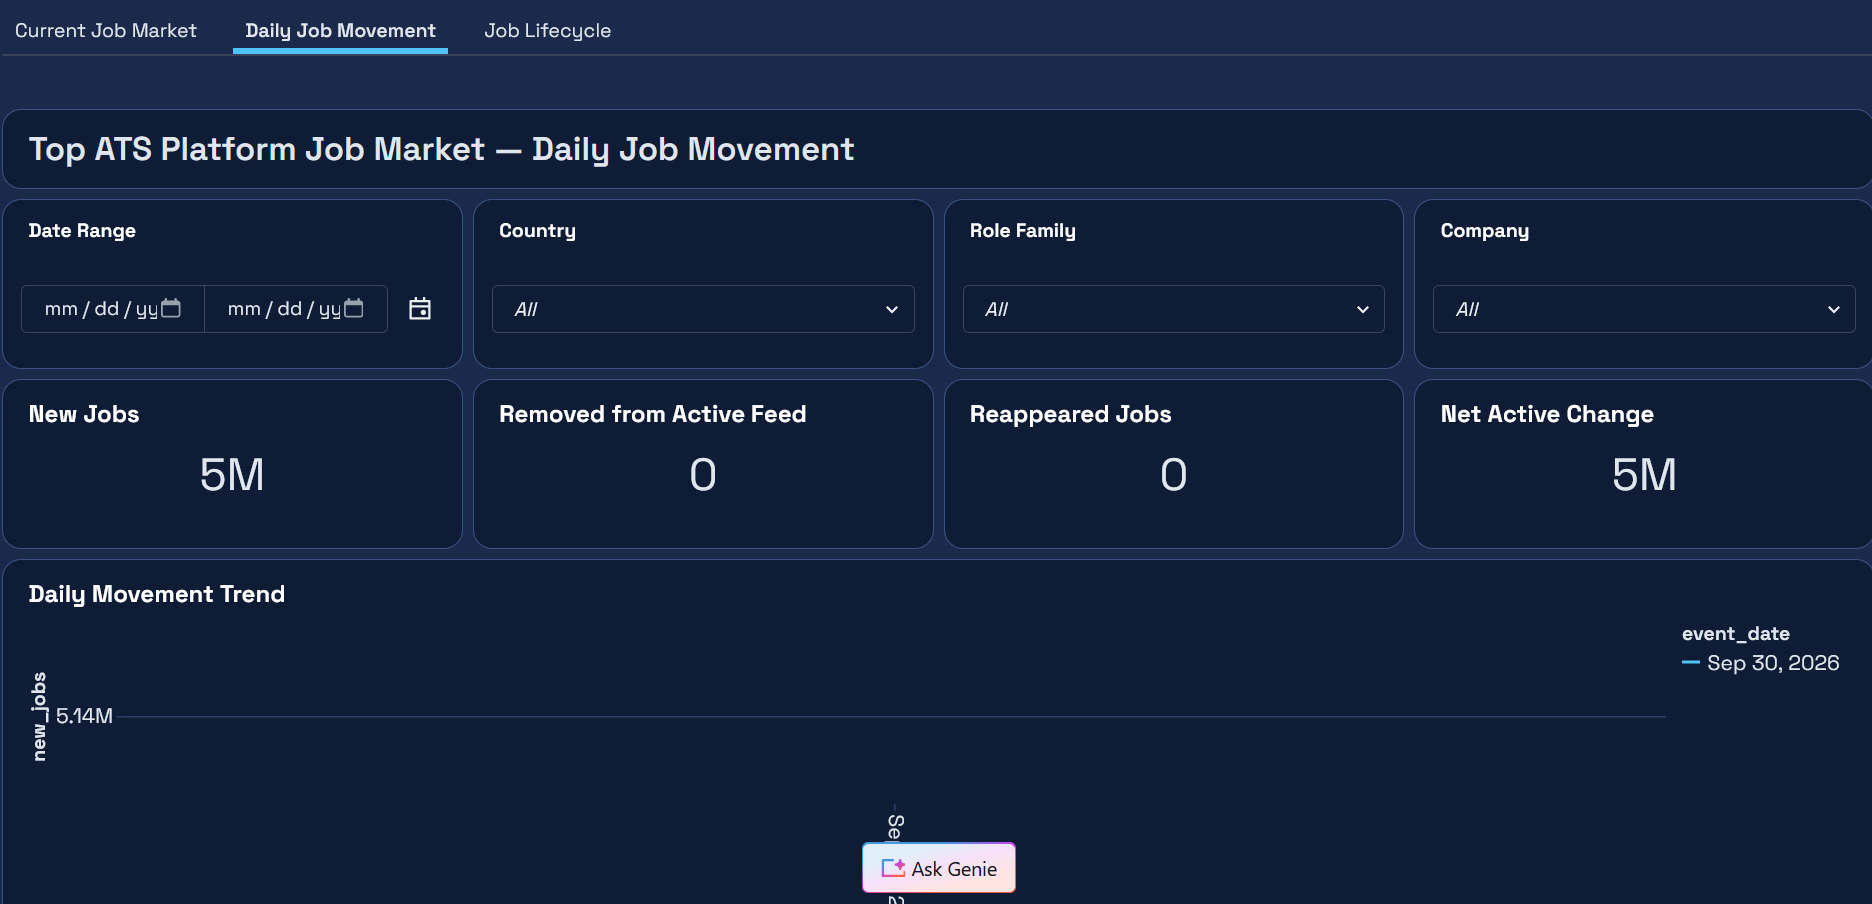 Current Job Market
Daily Job Movement
Job Lifecycle
Top ATS Platform Job Market — Daily Job Movement
Date Range
Country
Role Family
Company
mm / dd / yy
mm / dd / yy
All
All
All
New Jobs
Removed from Active Feed
Reappeared Jobs
Net Active Change
5M
0
0
5M
Daily Movement Trend
event_date
Sep 30, 2026
new_jobs
5.14M
Ask Genie